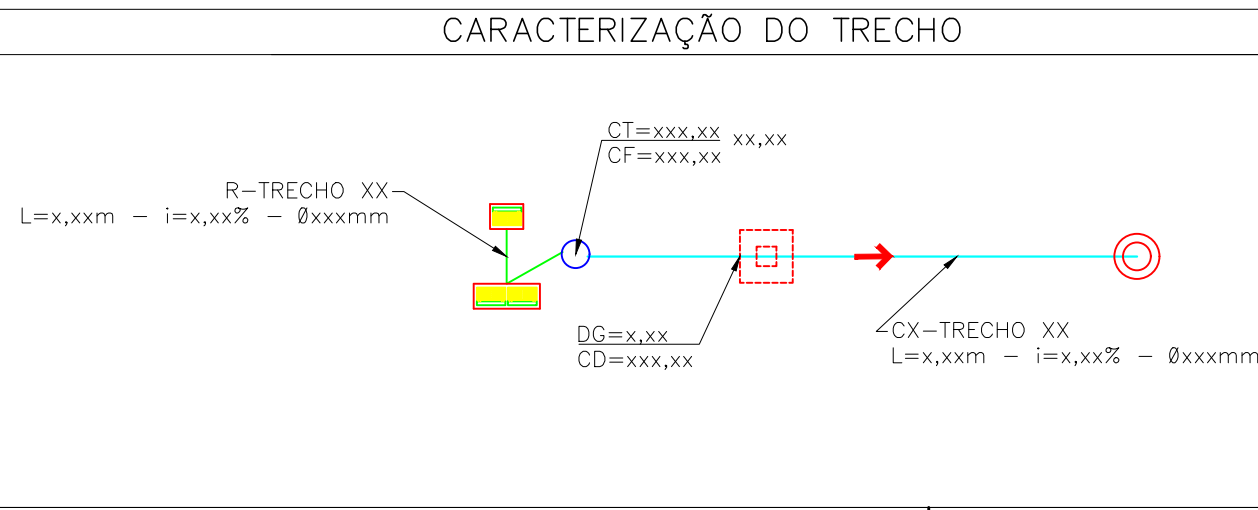 CARACTERIZAÇÃO DO TRECHO
CT=xxx,xx
xx,xx
CF=xxx,xx
R-TRECHO XX
L=x,xxm - i=x,xx% - Øxxxmm
DG=x,xx
CD=xxx,xx
CX-TRECHO XX
L=x,xxm - i=x,xx% - Øxxxmm